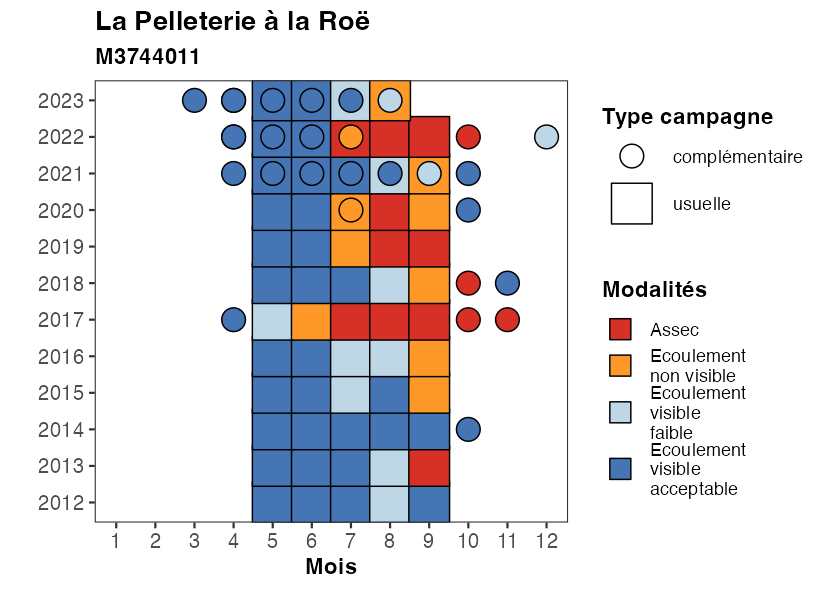 La Pelleterie à la Roë
M3744011
2023
2022
2021
2020
2019
2018
2017
2016
2015
2014
2013
2012
1 2 3 4 5 6 7 8 9 10 11 12
Mois
Type campagne
complémentaire
usuelle
Modalités
Assec
Ecoulement
non visible
Ecoulement
visible
faible
Ecoulement
visible
acceptable